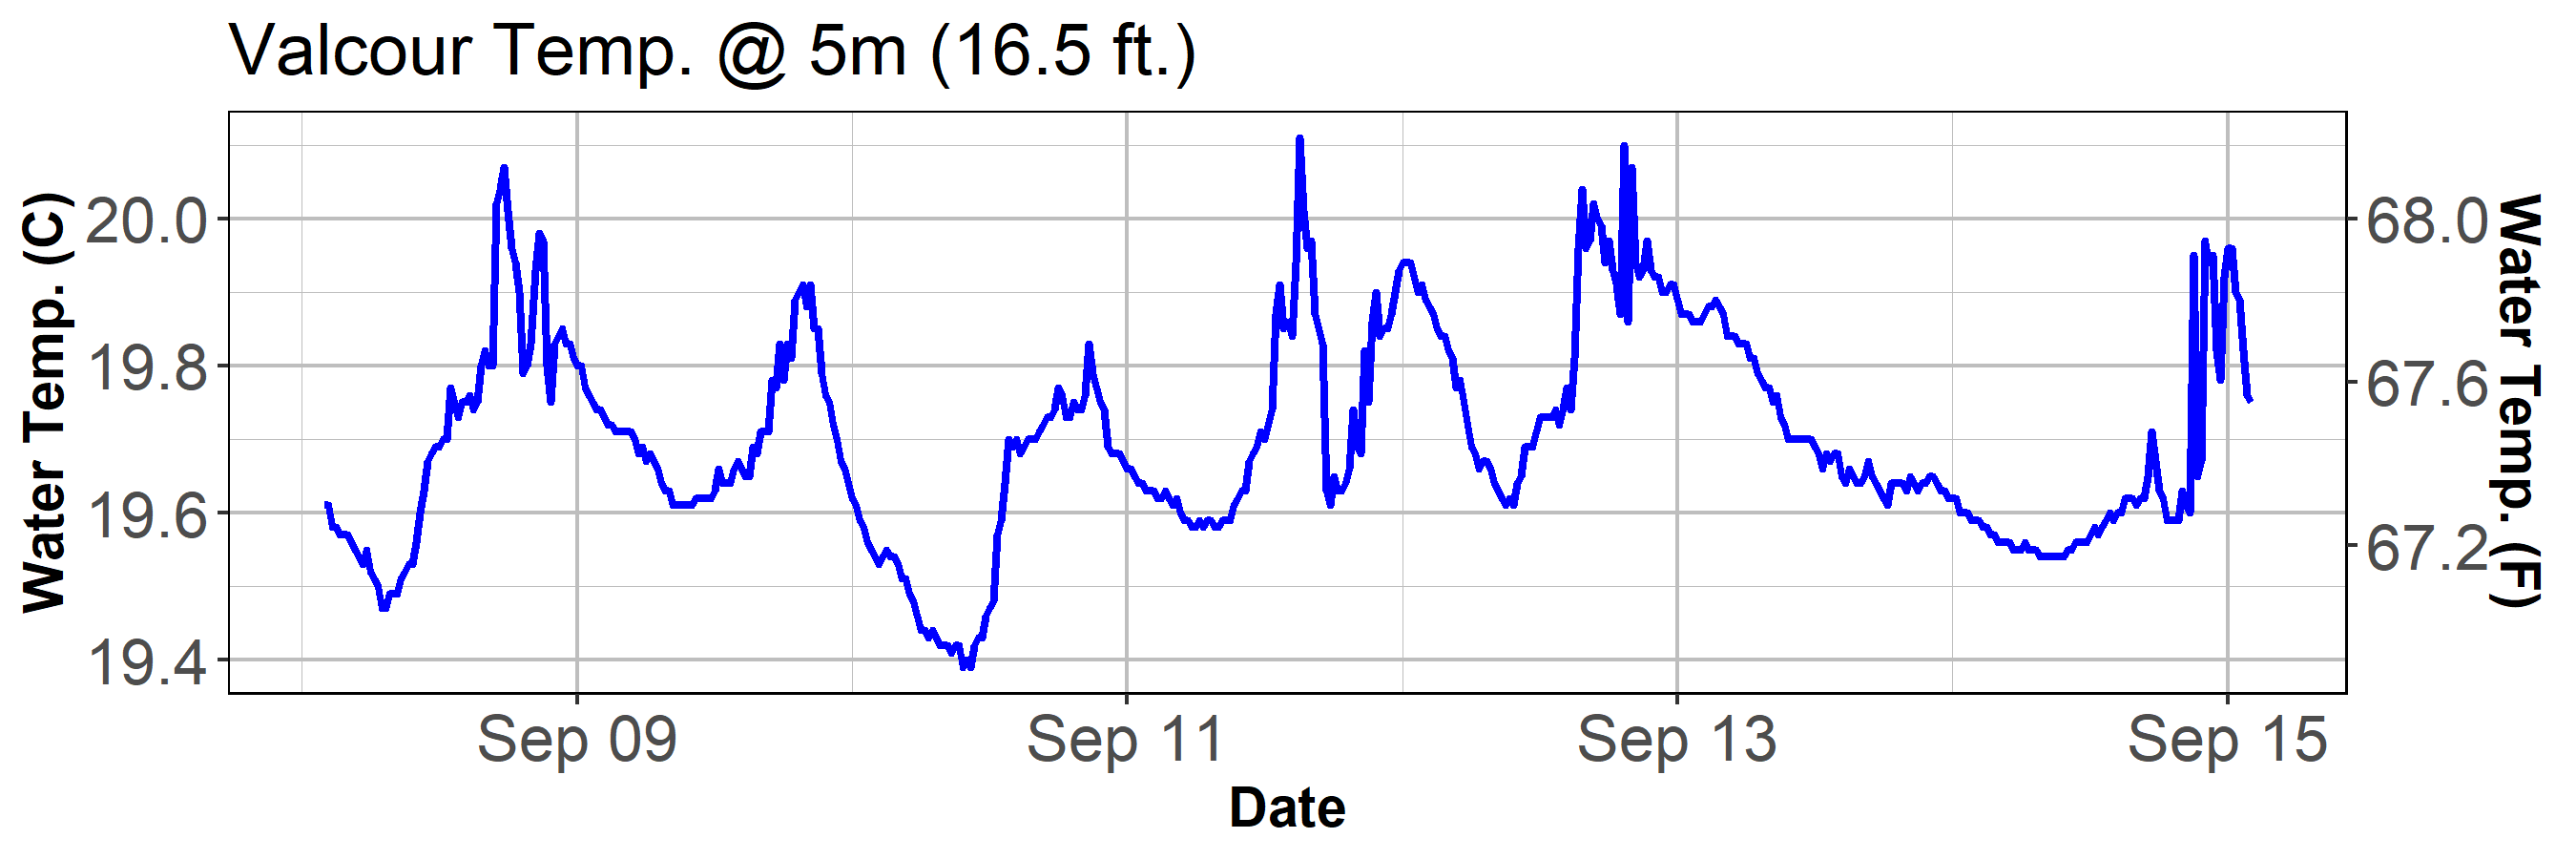 Valcour Temp. @ 5m (16.5 ft.)
Water Temp. (C)
20.0
19.8
19.6
19.4
68.0
67.6
67.2
Water Temp. (F)
Sep 09
Sep 11
Sep 13
Sep 15
Date